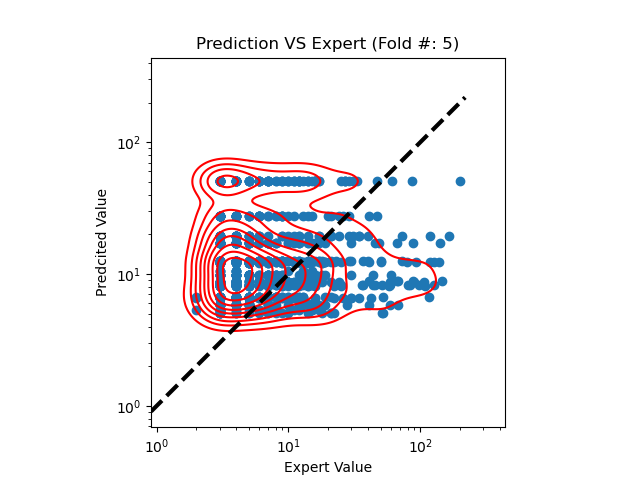 Prediction VS Expert (Fold #: 5)
Predcited Value
10²
10¹
10⁰
10⁰ 10¹ 10²
Expert Value